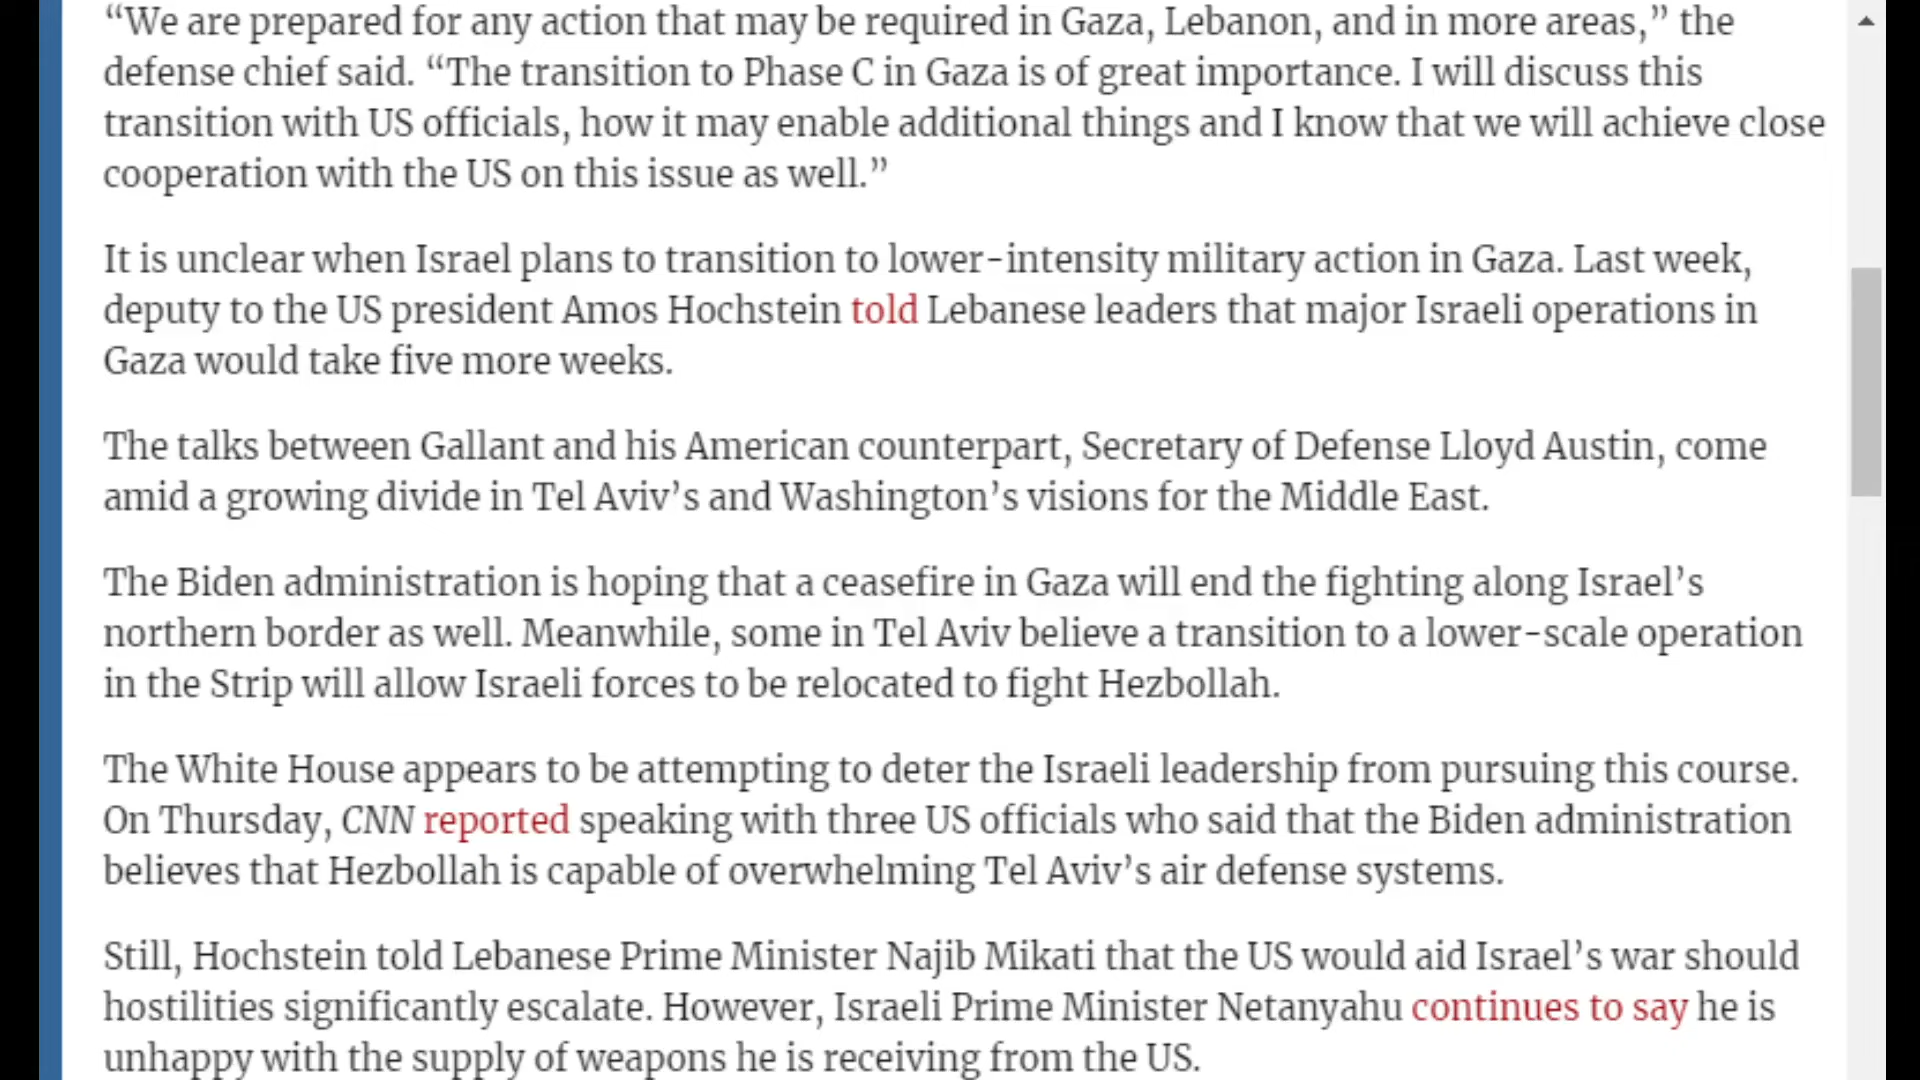 “We are prepared for any action that may be required in Gaza, Lebanon, and in more areas,” the
defense chief said. “The transition to Phase C in Gaza is of great importance. I will discuss this
transition with US officials, how it may enable additional things and I know that we will achieve close
cooperation with the US on this issue as well.”
It is unclear when Israel plans to transition to lower-intensity military action in Gaza. Last week,
deputy to the US president Amos Hochstein told Lebanese leaders that major Israeli operations in
Gaza would take five more weeks.
The talks between Gallant and his American counterpart, Secretary of Defense Lloyd Austin, come
amid a growing divide in Tel Aviv’s and Washington’s visions for the Middle East.
The Biden administration is hoping that a ceasefire in Gaza will end the fighting along Israel’s
northern border as well. Meanwhile, some in Tel Aviv believe a transition to a lower-scale operation
in the Strip will allow Israeli forces to be relocated to fight Hezbollah.
The White House appears to be attempting to deter the Israeli leadership from pursuing this course.
On Thursday, CNN reported speaking with three US officials who said that the Biden administration
believes that Hezbollah is capable of overwhelming Tel Aviv’s air defense systems.
Still, Hochstein told Lebanese Prime Minister Najib Mikati that the US would aid Israel’s war should
hostilities significantly escalate. However, Israeli Prime Minister Netanyahu continues to say he is
unhappy with the supply of weapons he is receiving from the US.